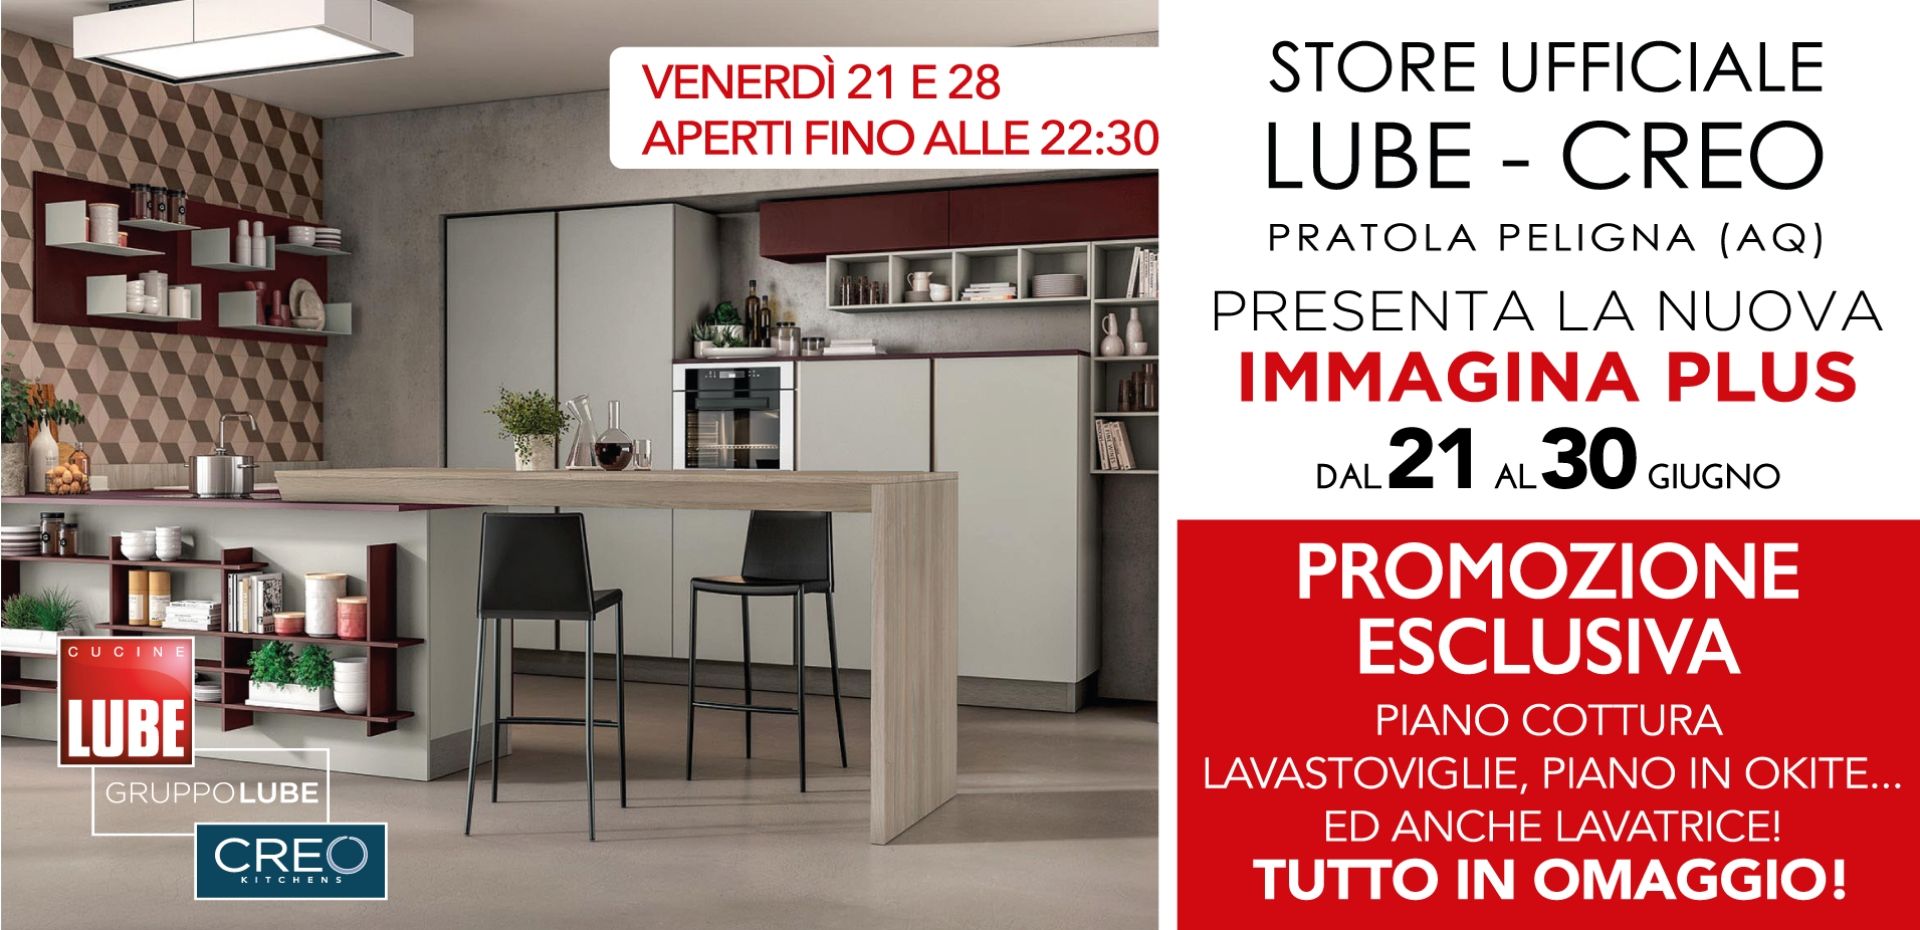 VENERDÌ 21 E 28
APERTI FINO ALLE 22:30
STORE UFFICIALE
LUBE - CREO
PRATOLA PELIGNA (AQ)
PRESENTA LA NUOVA
IMMAGINA PLUS
DAL 21 AL 30 GIUGNO
PROMOZIONE
ESCLUSIVA
PIANO COTTURA
LAVASTOVIGLIE, PIANO IN OKITE...
ED ANCHE LAVATRICE!
TUTTO IN OMAGGIO!
CUCINE
LUBE
GRUPPOLUBE
CREO
KITCHENS